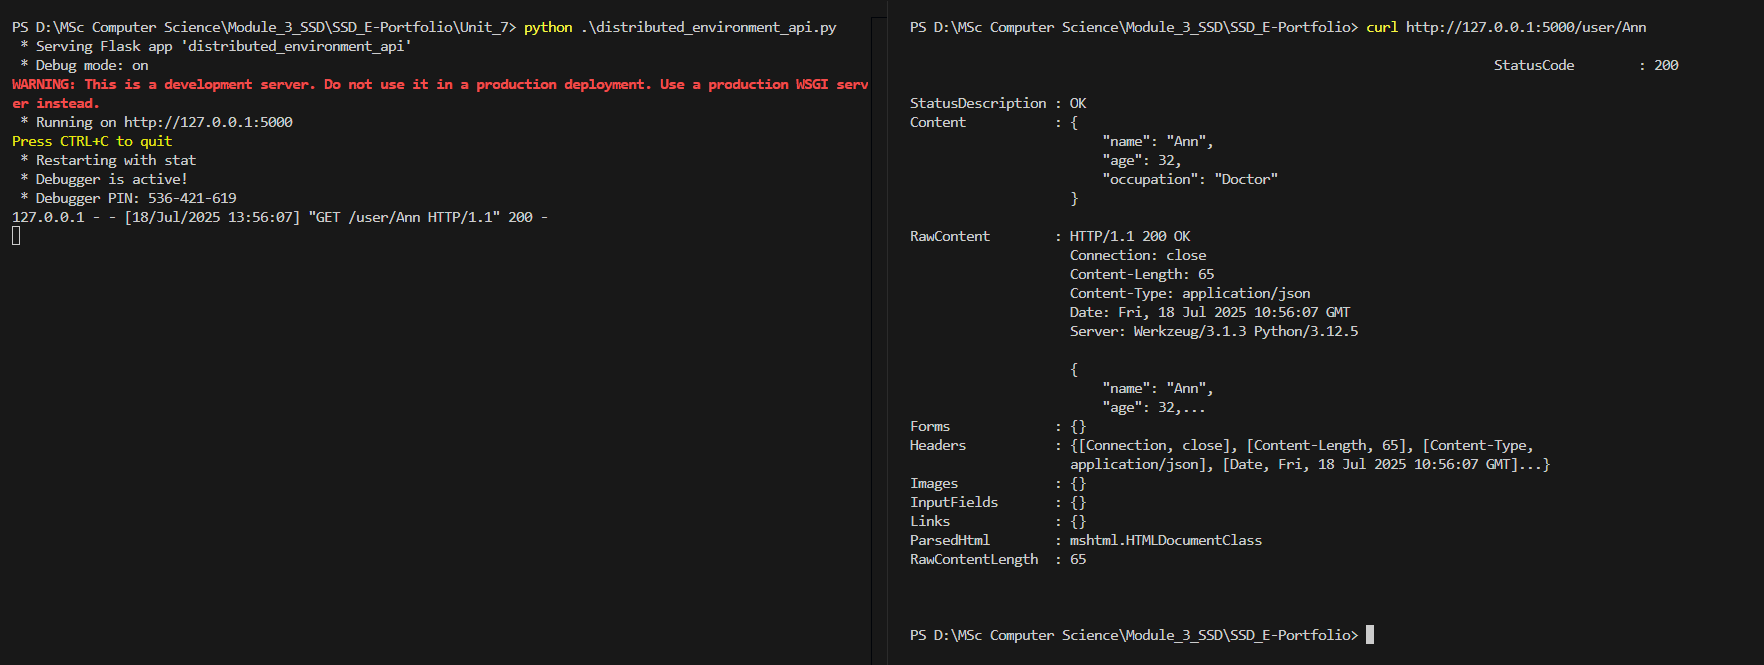 PS D:\MSc Computer Science\Module_3_SSD\SSD_E-Portfolio\Unit_7> python .\distributed_environment_api.py
 * Serving Flask app 'distributed_environment_api'
 * Debug mode: on
WARNING: This is a development server. Do not use it in a production deployment. Use a production WSGI serv
er instead.
 * Running on http://127.0.0.1:5000
Press CTRL+C to quit
 * Restarting with stat
 * Debugger is active!
 * Debugger PIN: 536-421-619
127.0.0.1 - - [18/Jul/2025 13:56:07] "GET /user/Ann HTTP/1.1" 200 -
PS D:\MSc Computer Science\Module_3_SSD\SSD_E-Portfolio> curl http://127.0.0.1:5000/user/Ann
StatusCode        : 200
StatusDescription : OK
Content           : {
                        "name": "Ann",
                        "age": 32,
                        "occupation": "Doctor"
                    }
RawContent        : HTTP/1.1 200 OK
                    Connection: close
                    Content-Length: 65
                    Content-Type: application/json
                    Date: Fri, 18 Jul 2025 10:56:07 GMT
                    Server: Werkzeug/3.1.3 Python/3.12.5
                    {
                        "name": "Ann",
                        "age": 32,...
Forms             : {}
Headers           : {[Connection, close], [Content-Length, 65], [Content-Type,
                    application/json], [Date, Fri, 18 Jul 2025 10:56:07 GMT]...}
Images            : {}
InputFields       : {}
Links             : {}
ParsedHtml        : mshtml.HTMLDocumentClass
RawContentLength  : 65
PS D:\MSc Computer Science\Module_3_SSD\SSD_E-Portfolio>